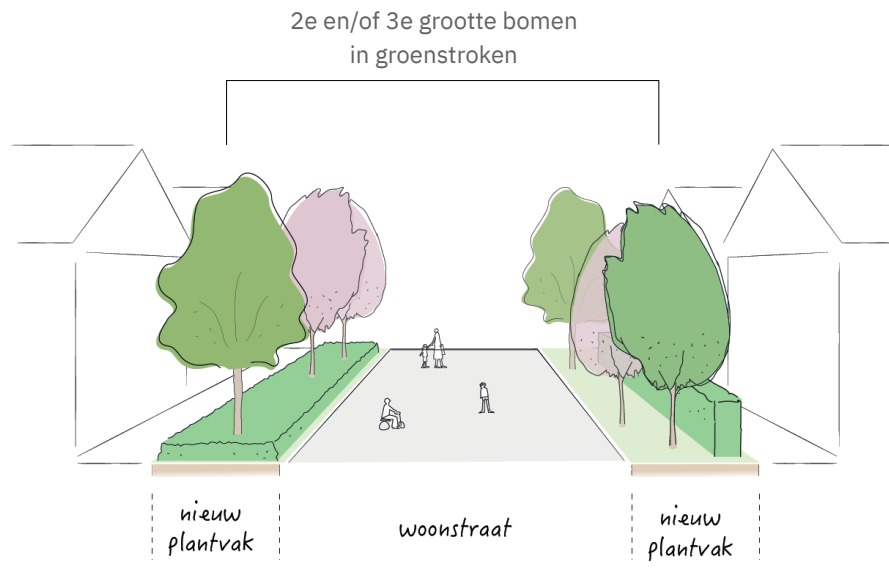 2e en/of 3e grootte bomen
in groenstroken
nieuw
plantvak
woonstraat
nieuw
plantvak